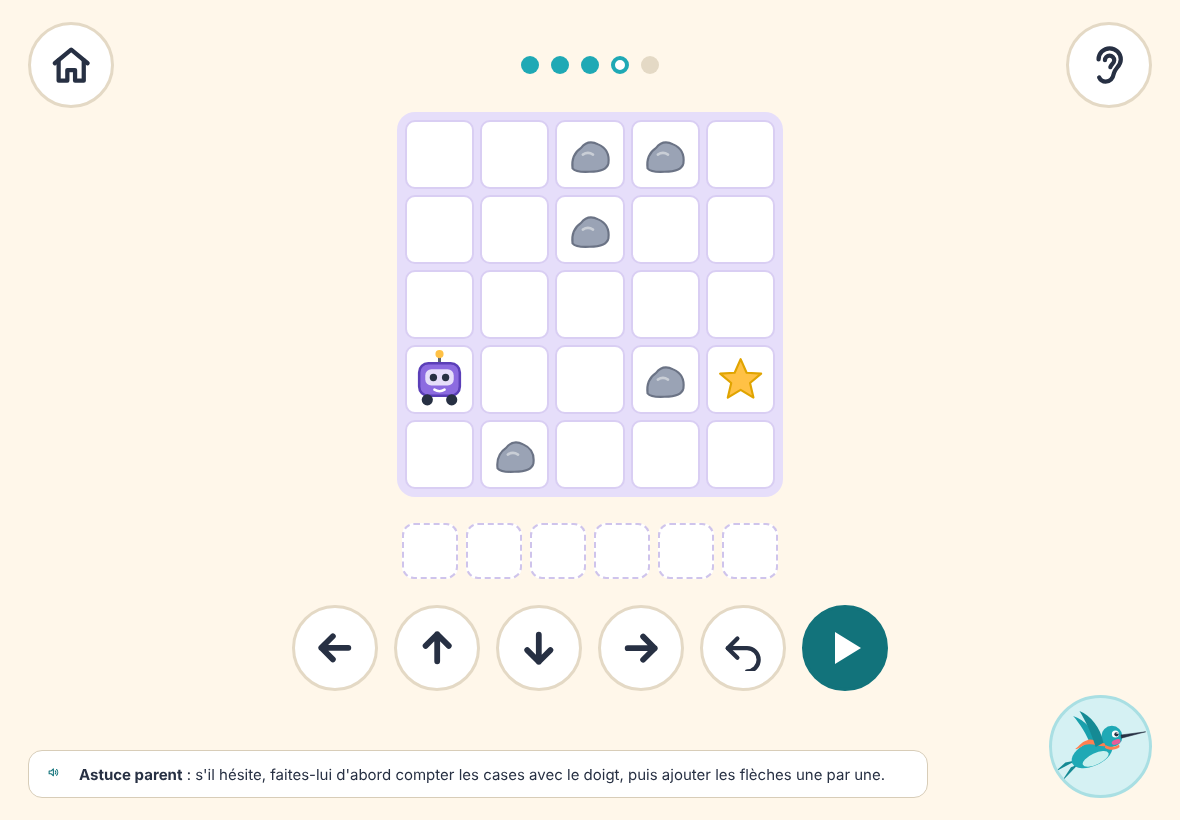 Astuce parent : s'il hésite, faites-lui d'abord compter les cases avec le doigt, puis ajouter les flèches une par une.